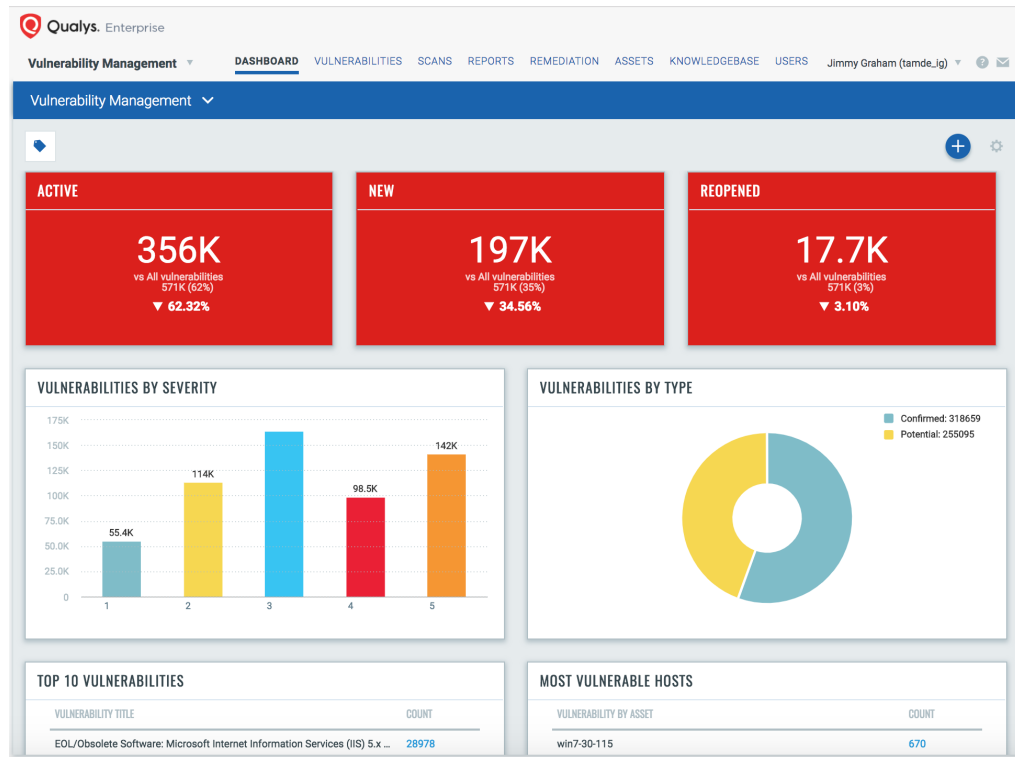 Qualys. Enterprise
Vulnerability Management
DASHBOARD VULNERABILITIES SCANS REPORTS REMEDIATION ASSETS KNOWLEDGEBASE USERS Jimmy Graham (tamde_ig) ?
Vulnerability Management
ACTIVE
356K
vs All vulnerabilities
571K (62%)
▼ 62.32%
NEW
197K
vs All vulnerabilities
571K (35%)
▼ 34.56%
REOPENED
17.7K
vs All vulnerabilities
571K (3%)
▼ 3.10%
VULNERABILITIES BY SEVERITY
175K
150K
125K
100K
75.0K
50.0K
25.0K
0
55.4K
114K
98.5K
142K
1 2 3 4 5
VULNERABILITIES BY TYPE
Confirmed: 318659
Potential: 255095
TOP 10 VULNERABILITIES
VULNERABILITY TITLE COUNT
EOL/Obsolete Software: Microsoft Internet Information Services (IIS) 5.x ... 28978
MOST VULNERABLE HOSTS
VULNERABILITY BY ASSET COUNT
win7-30-115 670